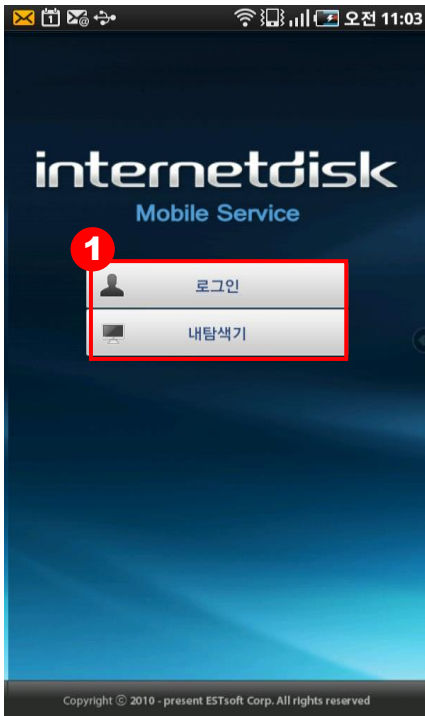 오전 11:03
internetdisk
Mobile Service
1
로그인
내탐색기
Copyright ⓒ 2010 - present ESTsoft Corp. All rights reserved